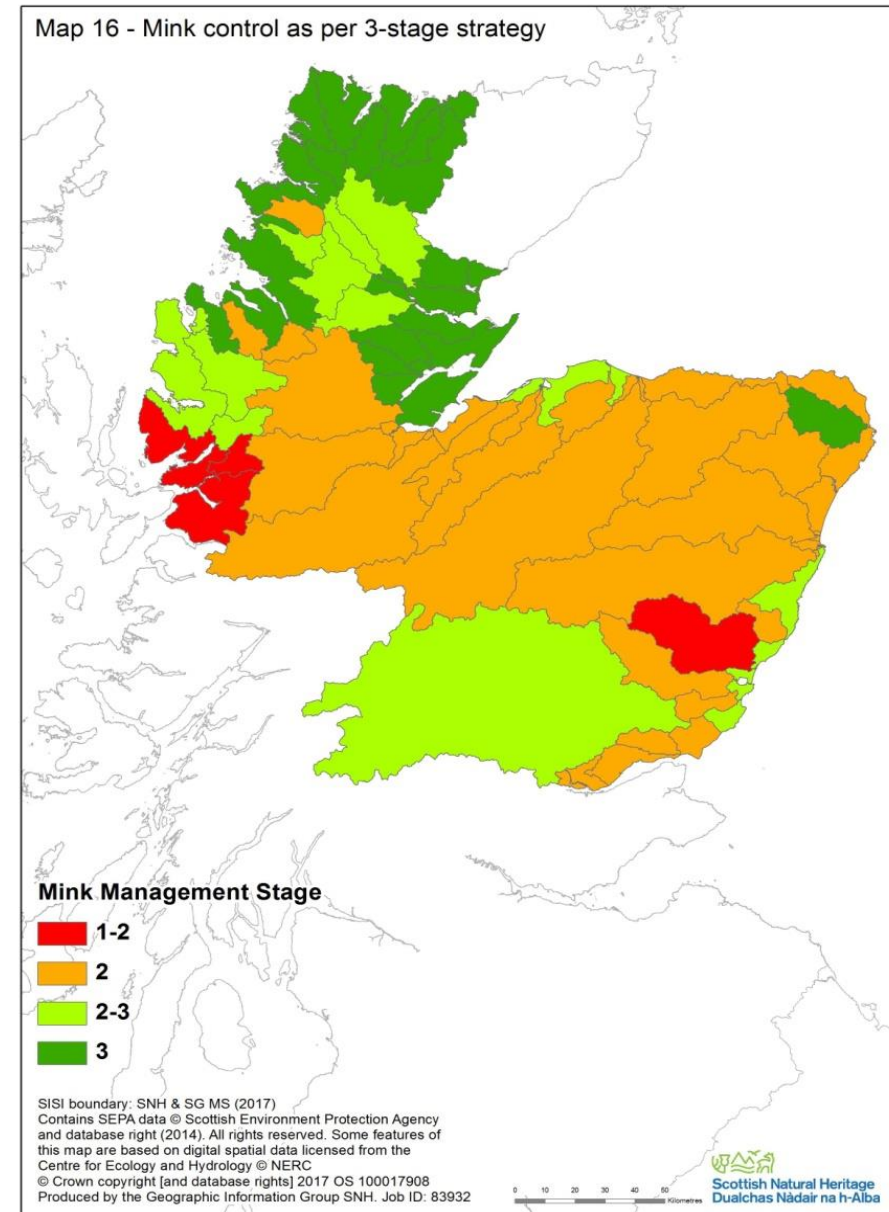 Map 16 - Mink control as per 3-stage strategy
Mink Management Stage
1-2
2
2-3
3
SISI boundary: SNH & SG MS (2017)
Contains SEPA data © Scottish Environment Protection Agency
and database right (2014). All rights reserved. Some features of
this map are based on digital spatial data licensed from the
Centre for Ecology and Hydrology © NERC
© Crown copyright [and database rights] 2017 OS 100017908
Produced by the Geographic Information Group SNH. Job ID: 83932
0 10 20 30 40 50 60
Kilometres
Scottish Natural Heritage
Dualchas Nàdair na h-Alba